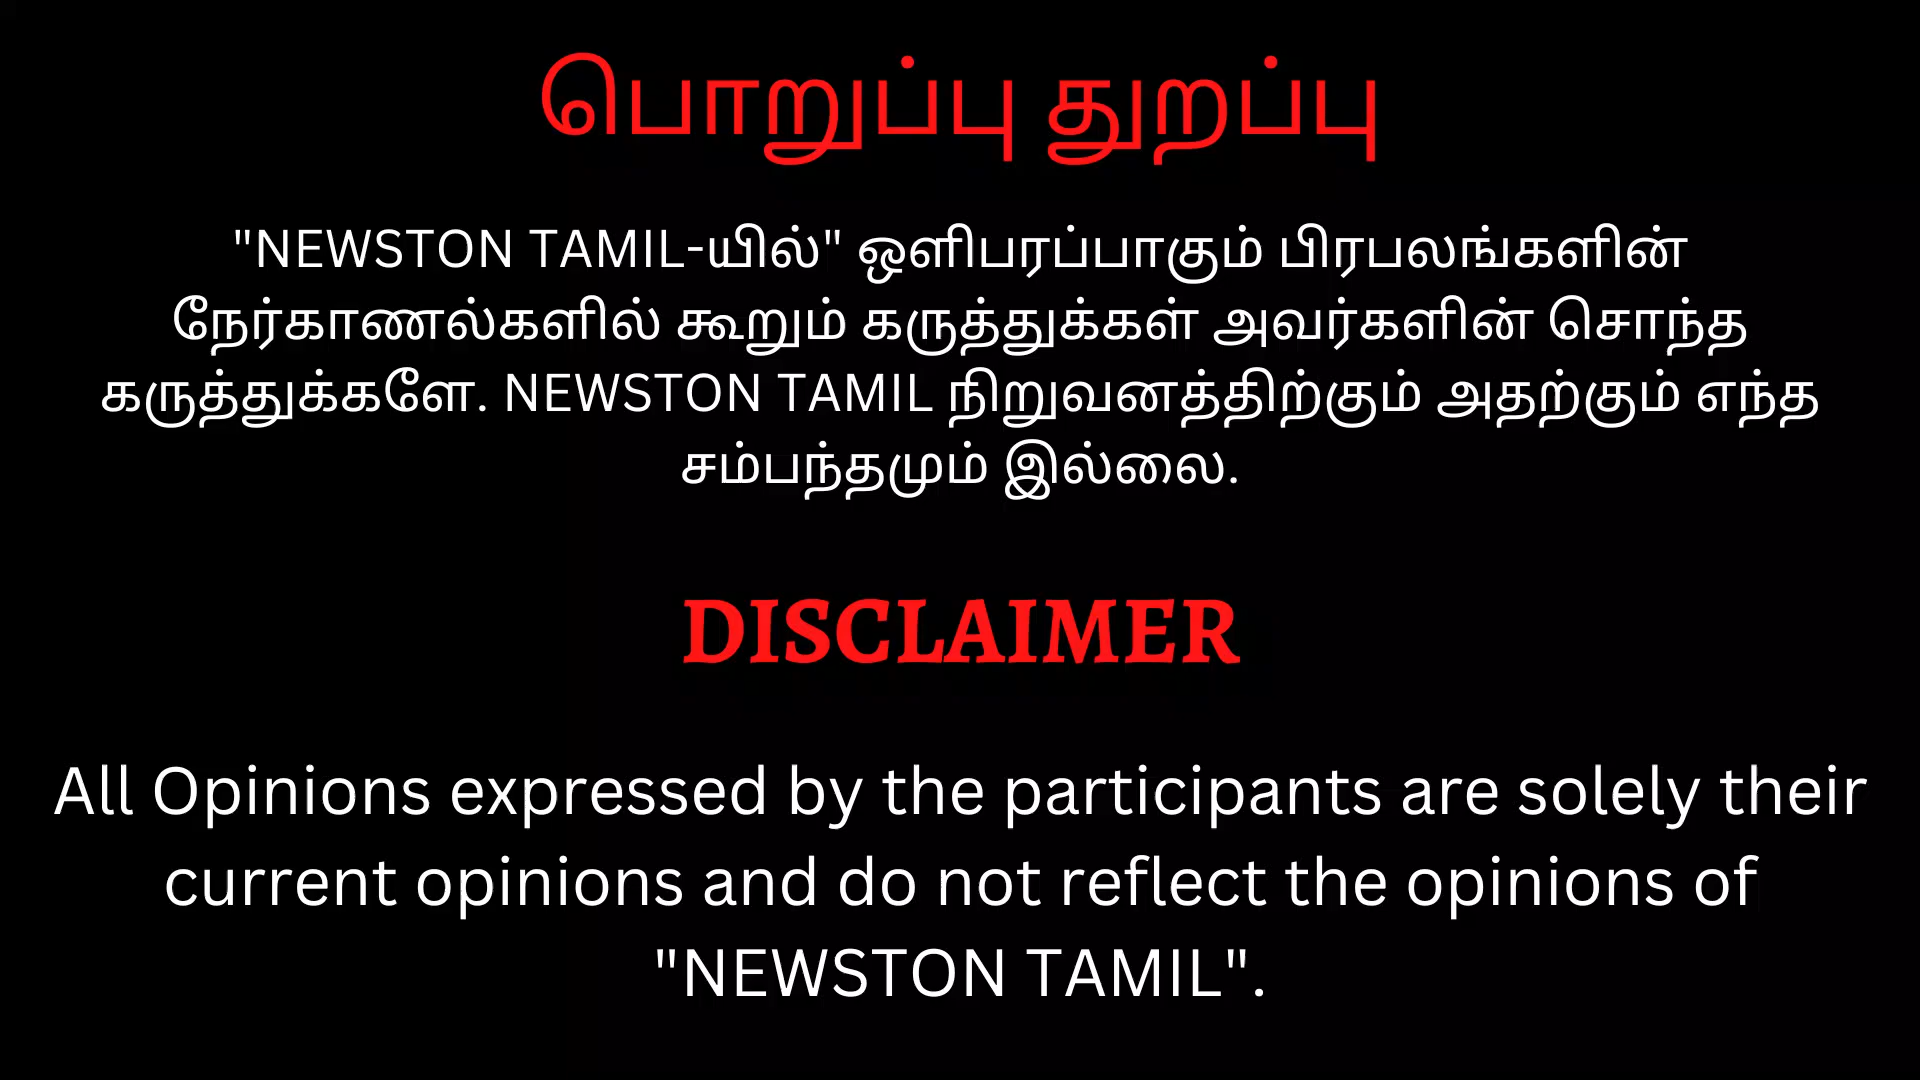 பொறுப்பு துறப்பு
"NEWSTON TAMIL-யில்" ஒளிபரப்பாகும் பிரபலங்களின்
நேர்காணல்களில் கூறும் கருத்துக்கள் அவர்களின் சொந்த
கருத்துக்களே. NEWSTON TAMIL நிறுவனத்திற்கும் அதற்கும் எந்த
சம்பந்தமும் இல்லை.
DISCLAIMER
All Opinions expressed by the participants are solely their
current opinions and do not reflect the opinions of
"NEWSTON TAMIL".